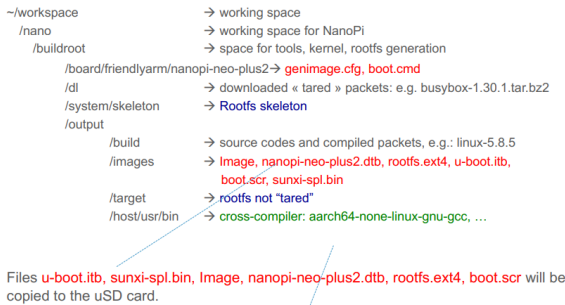 ~/workspace → working space
/nano → working space for NanoPi
/buildroot → space for tools, kernel, rootfs generation
/board/friendlyarm/nanopi-neo-plus2→ genimage.cfg, boot.cmd
/dl → downloaded « tared » packets: e.g. busybox-1.30.1.tar.bz2
/system/skeleton → Rootfs skeleton
/output
/build → source codes and compiled packets, e.g.: linux-5.8.5
/images → Image, nanopi-neo-plus2.dtb, rootfs.ext4, u-boot.itb,
boot.scr, sunxi-spl.bin
/target → rootfs not “tared”
/host/usr/bin → cross-compiler: aarch64-none-linux-gnu-gcc, …
Files u-boot.itb, sunxi-spl.bin, Image, nanopi-neo-plus2.dtb, rootfs.ext4, boot.scr will be
copied to the uSD card.